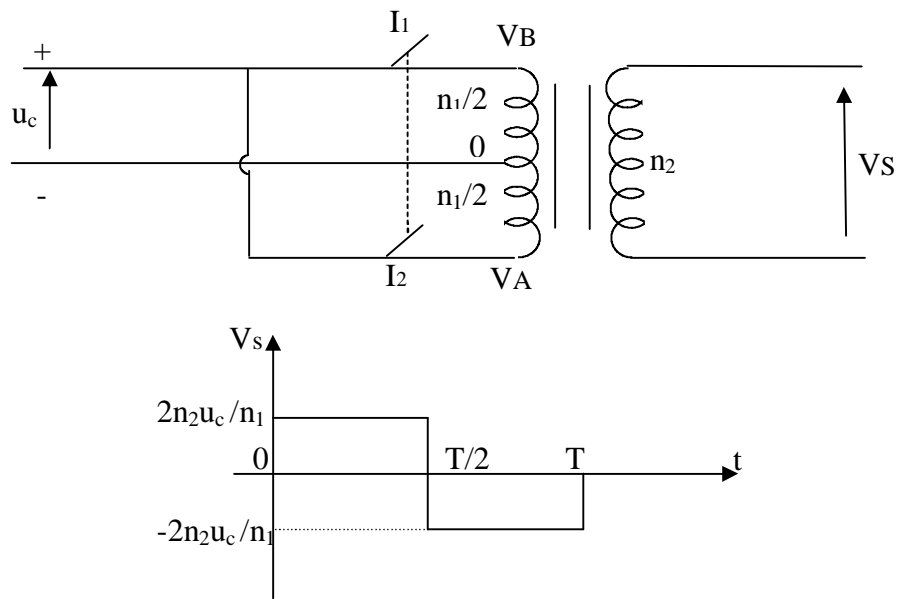 I1
VB
+
n1/2
uc
0
n2
VS
-
n1/2
I2
VA
Vs
2n2uc/n1
0
T/2
T
t
-2n2uc/n1